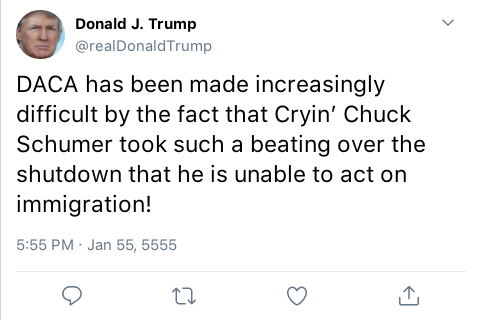 Donald J. Trump
@realDonaldTrump
DACA has been made increasingly
difficult by the fact that Cryin’ Chuck
Schumer took such a beating over the
shutdown that he is unable to act on
immigration!
5:55 PM · Jan 55, 5555